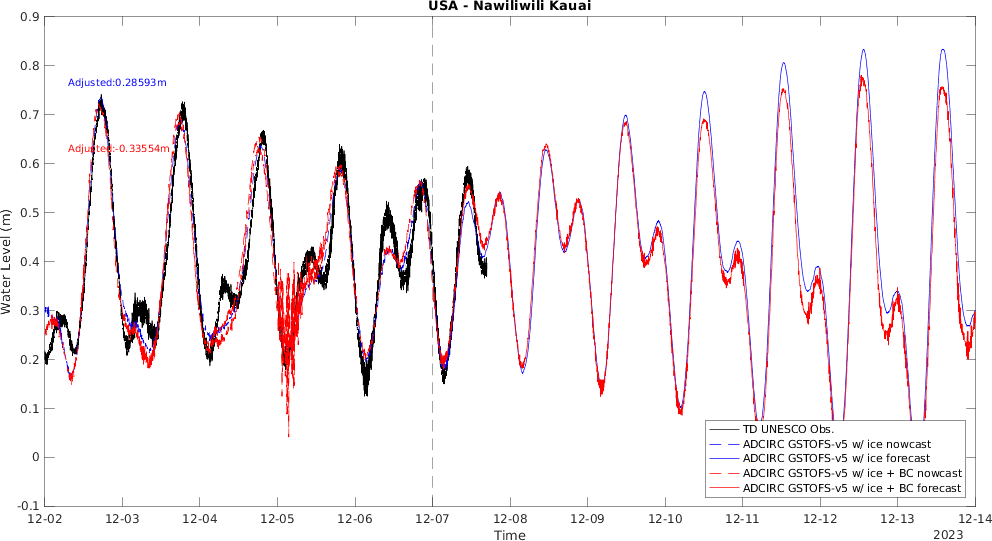 USA - Nawiliwili Kauai
0.9
0.8
0.7
0.6
0.5
0.4
0.3
0.2
0.1
0
-0.1
Water Level (m)
Adjusted:0.28593m
Adjusted:-0.33554m
TD UNESCO Obs.
ADCIRC GSTOFS-v5 w/ ice nowcast
ADCIRC GSTOFS-v5 w/ ice forecast
ADCIRC GSTOFS-v5 w/ ice + BC nowcast
ADCIRC GSTOFS-v5 w/ ice + BC forecast
12-02 12-03 12-04 12-05 12-06 12-07 12-08 12-09 12-10 12-11 12-12 12-13 12-14
Time
2023